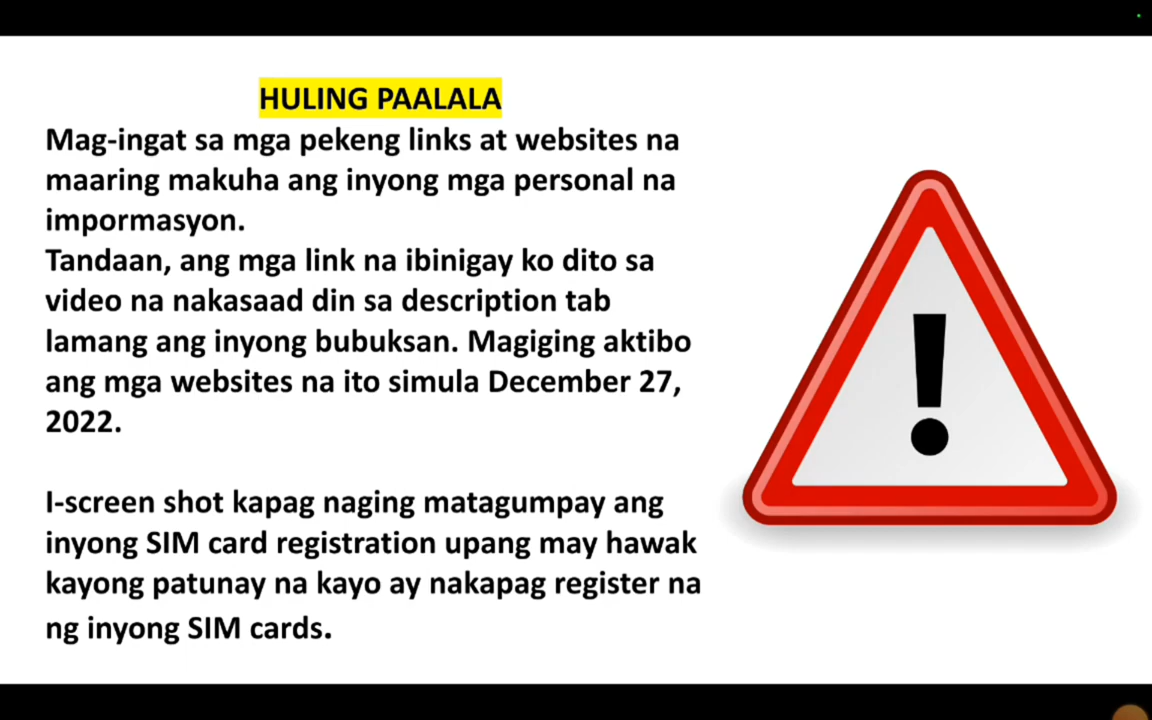 HULING PAALALA
Mag-ingat sa mga pekeng links at websites na
maaring makuha ang inyong mga personal na
impormasyon.
Tandaan, ang mga link na ibinigay ko dito sa
video na nakasaad din sa description tab
lamang ang inyong bubuksan. Magiging aktibo
ang mga websites na ito simula December 27,
2022.
I-screen shot kapag naging matagumpay ang
inyong SIM card registration upang may hawak
kayong patunay na kayo ay nakapag register na
ng inyong SIM cards.